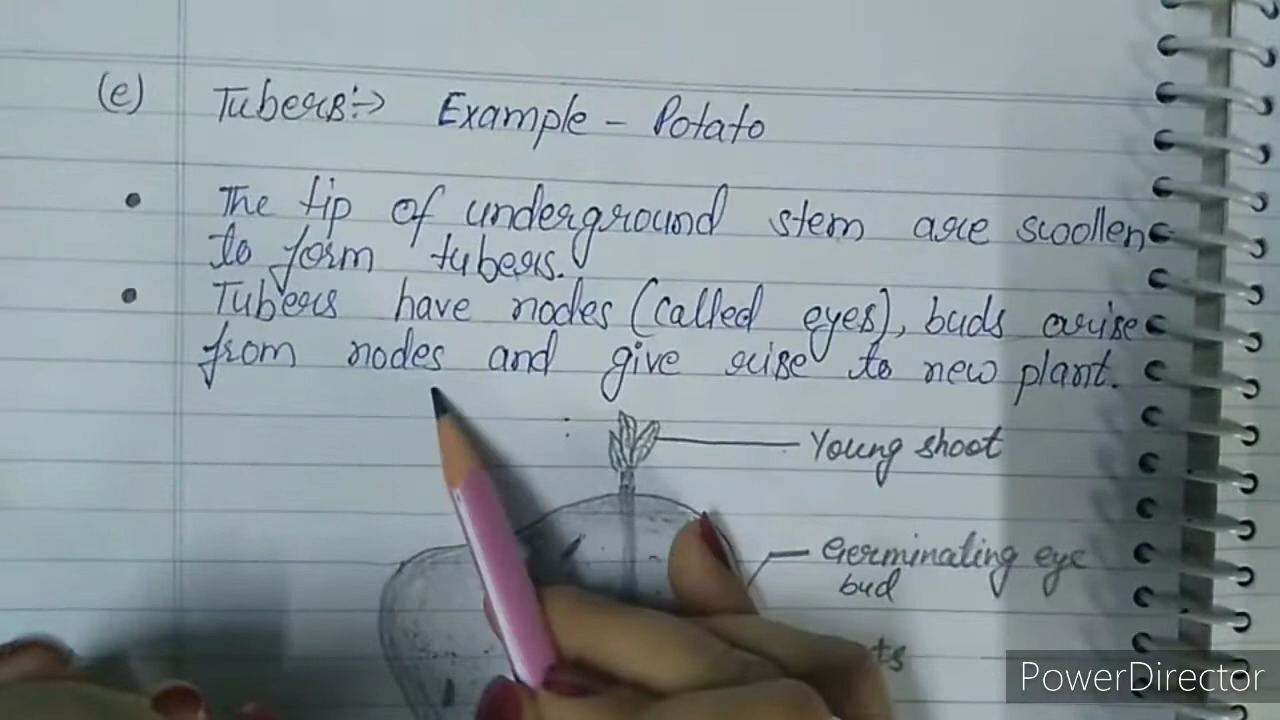 (e) Tubers:-> Example - Potato
• The tip of underground stem are scoollen
to form tubers.
• Tubers have nodes (called eyes), buds arise
from nodes and give rise to new plant.
Young shoot
Germinating eye
bud
PowerDirector